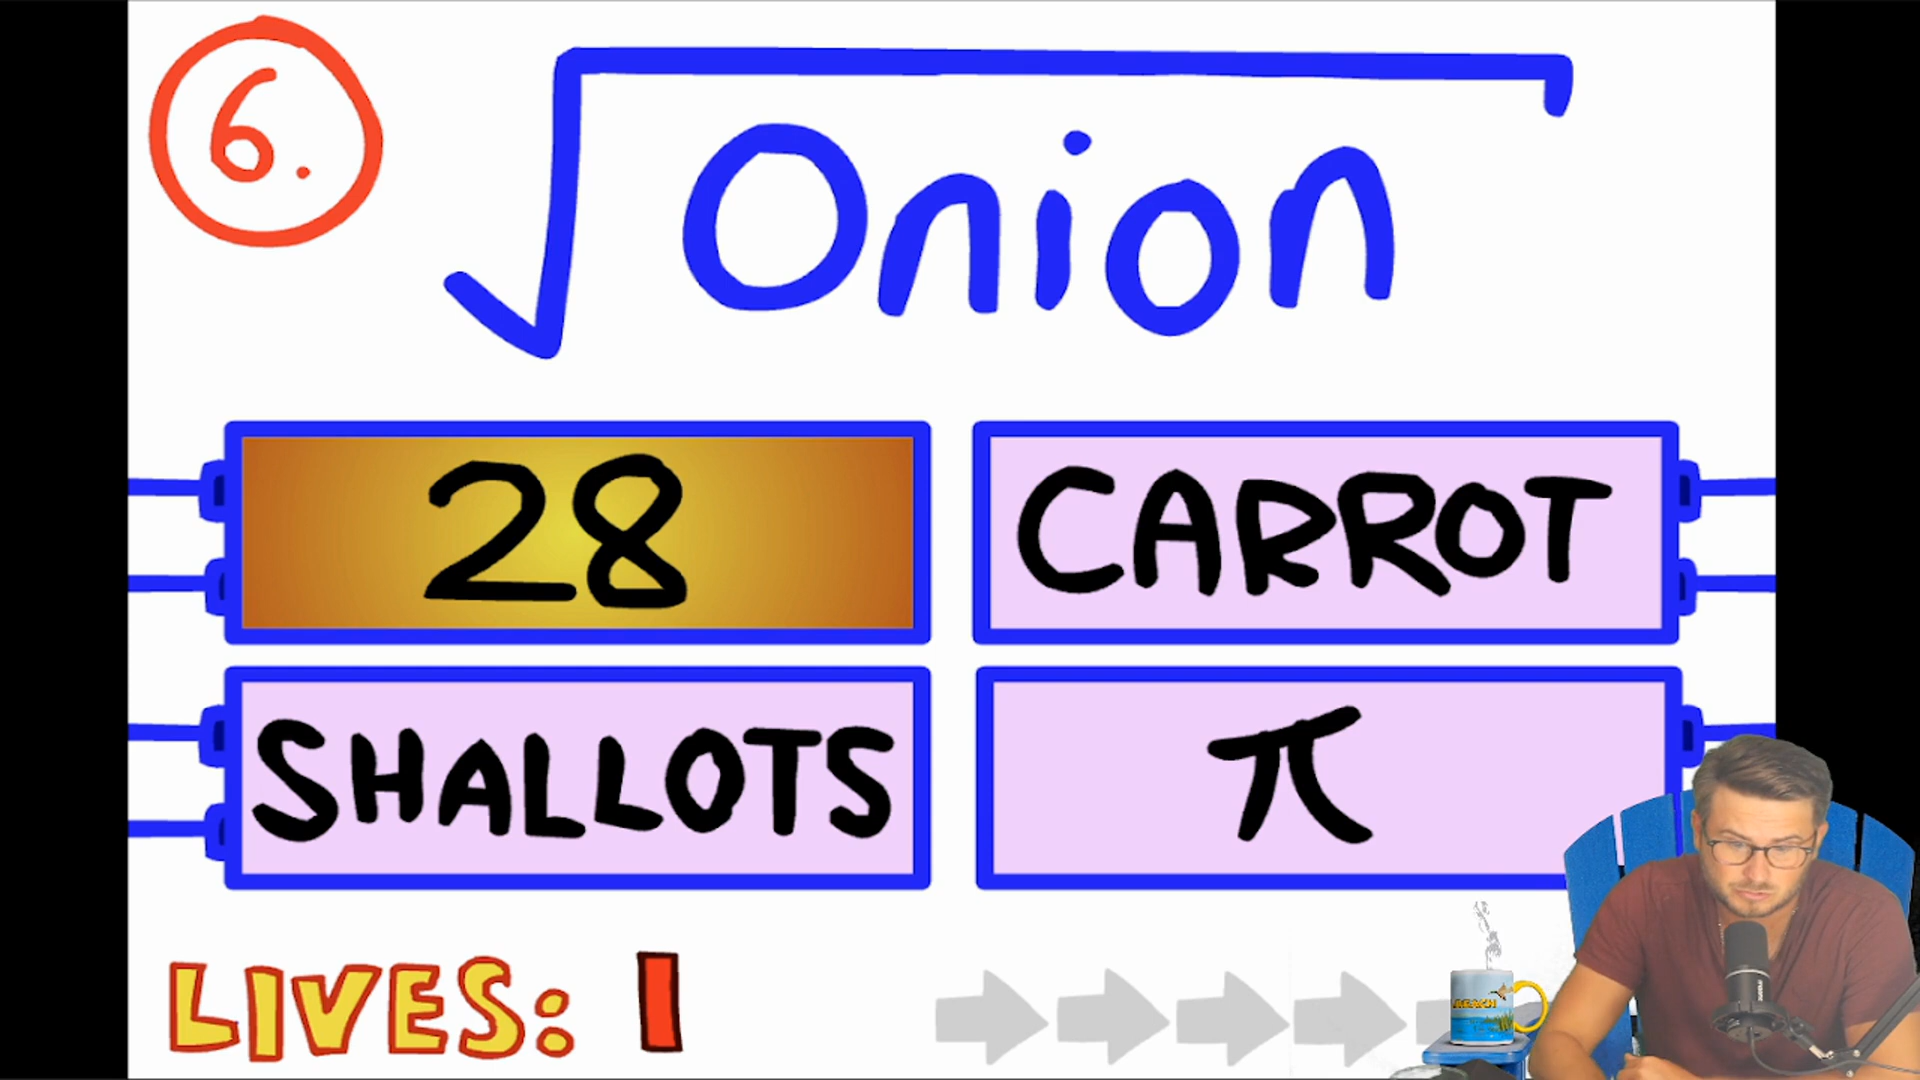 6.
√Onion
28
CARROT
SHALLOTS
π
LIVES: 1